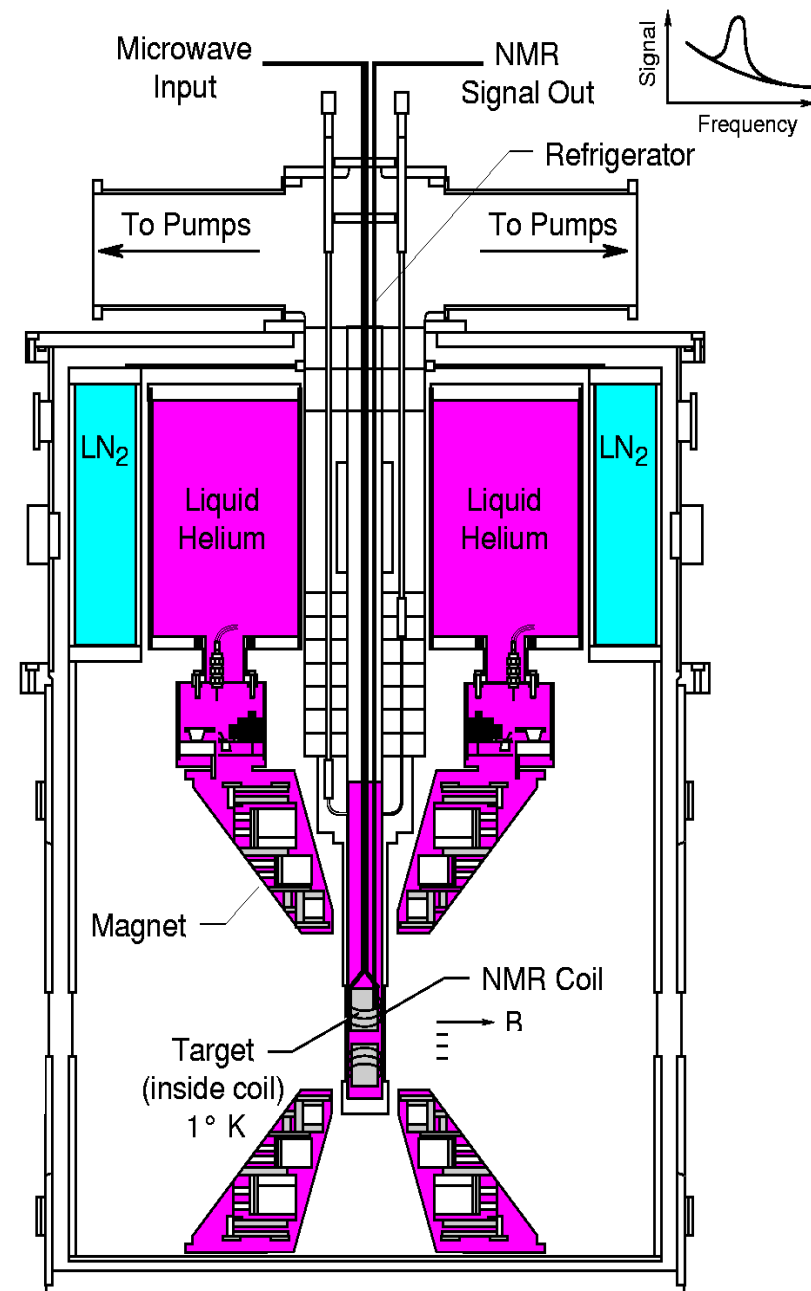 Microwave
Input
NMR
Signal Out
Signal
Frequency
Refrigerator
To Pumps
To Pumps
LN2
Liquid
Helium
Liquid
Helium
LN2
Magnet
NMR Coil
Target
(inside coil)
1° K